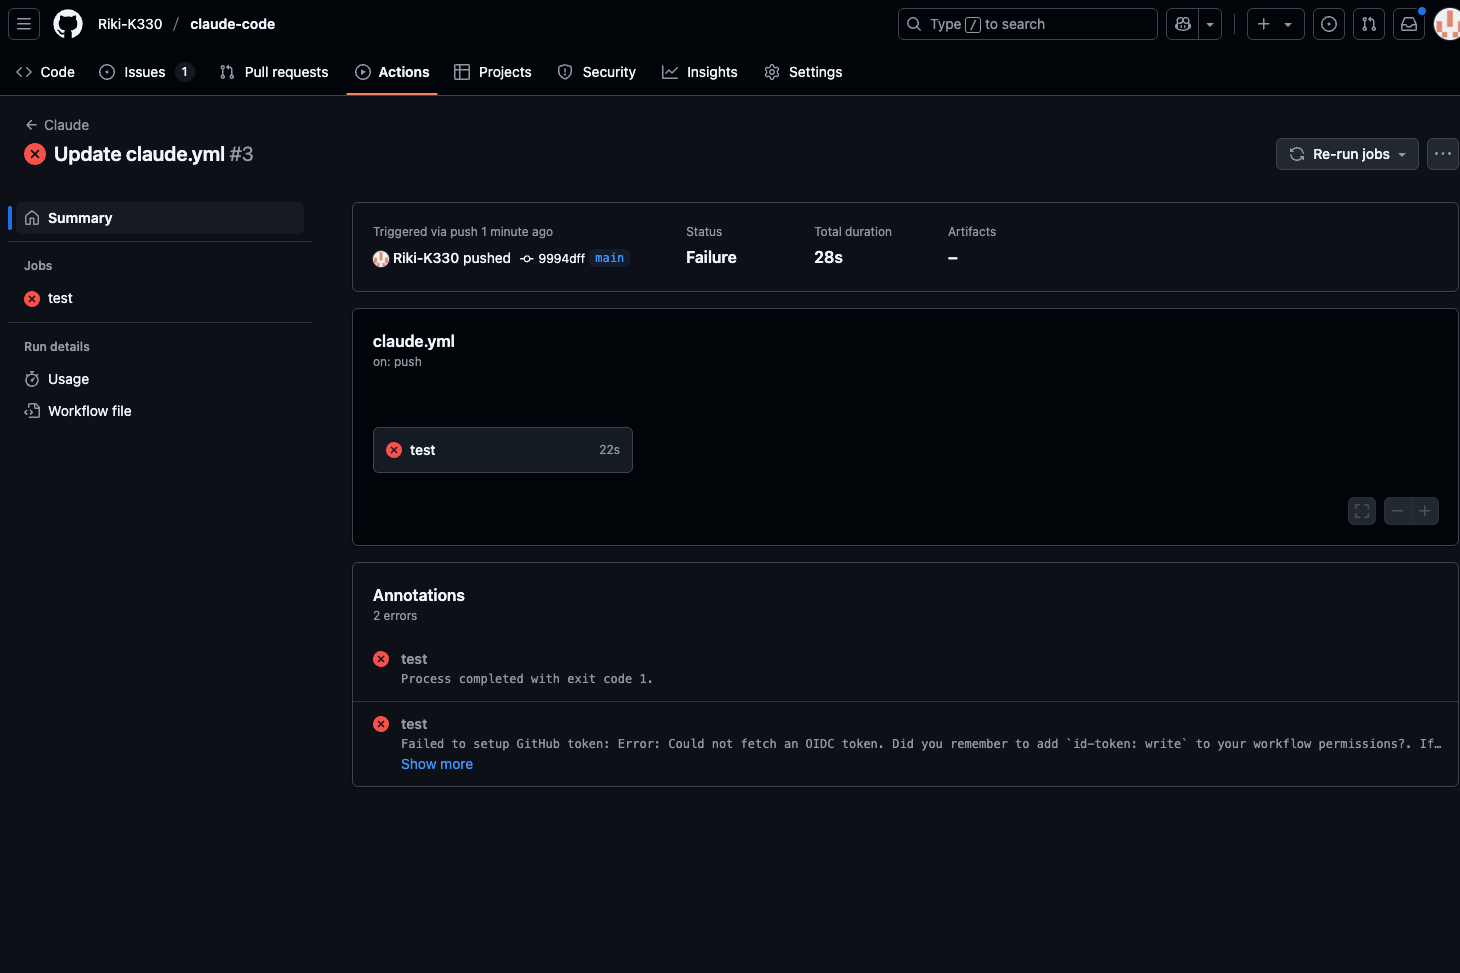 Riki-K330 / claude-code
Type / to search
Code
Issues 1
Pull requests
Actions
Projects
Security
Insights
Settings
Claude
Update claude.yml #3
Re-run jobs
Summary
Jobs
test
Run details
Usage
Workflow file
Triggered via push 1 minute ago
Riki-K330 pushed 9994dff main
Status
Failure
Total duration
28s
Artifacts
–
claude.yml
on: push
test 22s
Annotations
2 errors
test
Process completed with exit code 1.
test
Failed to setup GitHub token: Error: Could not fetch an OIDC token. Did you remember to add `id-token: write` to your workflow permissions?. If…
Show more